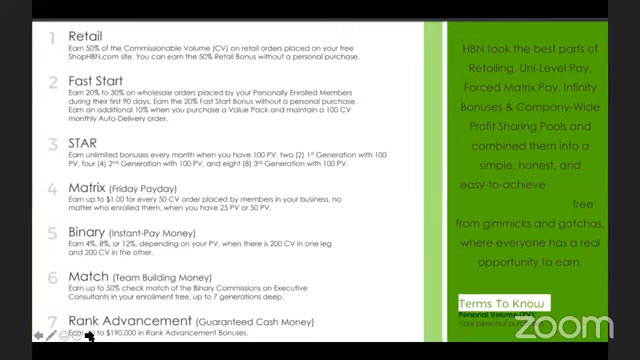 1 Retail
Earn 50% of the Commissionable Volume (CV) on retail orders placed on your free
ShopHBN.com site. You can earn the 50% Retail Bonus without a personal purchase.
2 Fast Start
Earn 20% to 30% on wholesale orders placed by your Personally Enrolled Members
during their first 90 days. Earn the 20% Fast Start Bonus without a personal purchase.
Earn an additional 10% when you purchase a Value Pack and maintain a 100 CV
monthly Auto-Delivery order.
3 STAR
Earn unlimited bonuses every month when you have 100 PV, two (2) 1st Generation with 100
PV, four (4) 2nd Generation with 100 PV, and eight (8) 3rd Generation with 100 PV.
4 Matrix (Friday Payday)
Earn up to $1.00 for every 50 CV order placed by members in your business, no
matter who enrolled them, when you have 25 PV or 50 PV.
5 Binary (Instant-Pay Money)
Earn 4%, 8%, or 12%, depending on your PV, when there is 200 CV in one leg
and 200 CV in the other.
6 Match (Team Building Money)
Earn up to 50% check match of the Binary Commissions on Executive
Consultants in your enrollment tree, up to 7 generations deep.
7 Rank Advancement (Guaranteed Cash Money)
to $190,000 in Rank Advancement Bonuses.
HBN took the best parts of
Retailing, Uni-Level Pay,
Forced Matrix Pay, Infinity
Bonuses & Company-Wide
Profit Sharing Pools and
combined them into a
simple, honest, and
easy-to-achieve
free
from gimmicks and gotchas,
where everyone has a real
opportunity to earn.
Terms To Know
Personal Volume (PV)
Your personal
zoom